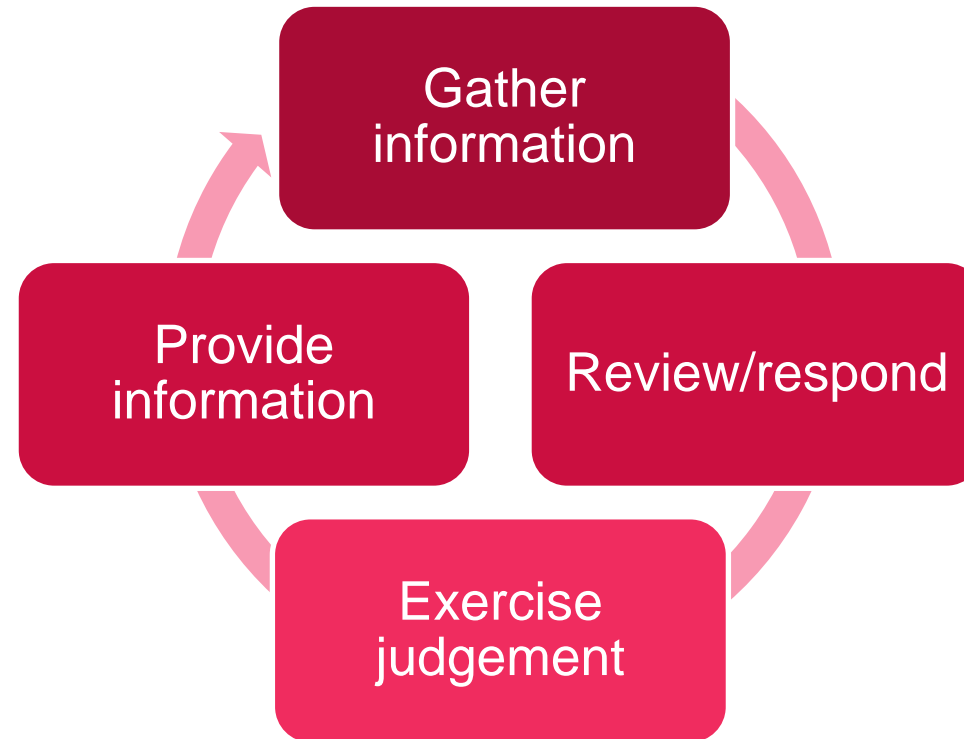 Gather
information
Review/respond
Exercise
judgement
Provide
information